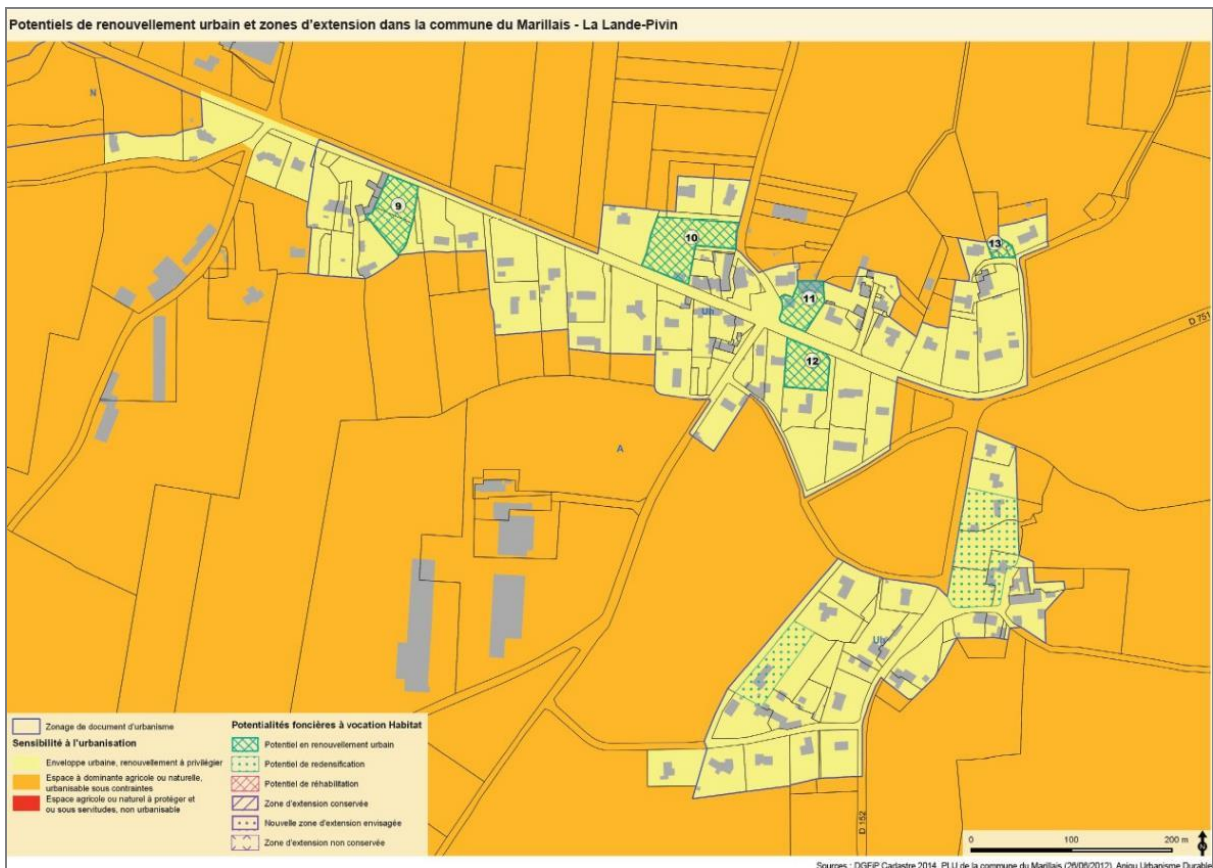 Potentiels de renouvellement urbain et zones d'extension dans la commune du Marillais - La Lande-Pivin
N
9
10
13
Uh
11
D 751
12
A
Uh
Zonage de document d'urbanisme
Sensibilité à l'urbanisation
Enveloppe urbaine, renouvellement à privilégier
Espace à dominante agricole ou naturelle,
urbanisable sous contraintes
Espace agricole ou naturel à protéger et
ou sous servitudes, non urbanisable
Potentialités foncières à vocation Habitat
Potentiel en renouvellement urbain
Potentiel de redensification
Potentiel de réhabilitation
Zone d'extension conservée
Nouvelle zone d'extension envisagée
Zone d'extension non conservée
D 152
0 100 200 m
N
Sources : DGFiP Cadastre 2014, PLU de la commune du Marillais (26/06/2012), Anjou Urbanisme Durable